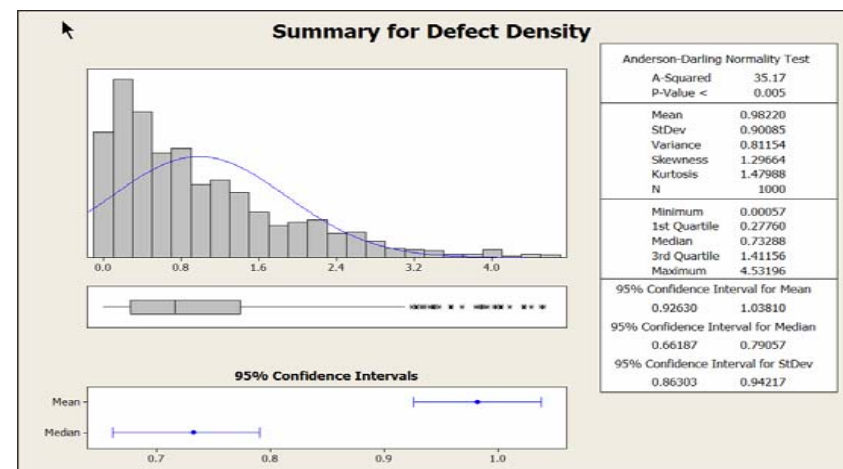 Summary for Defect Density
0.0 0.8 1.6 2.4 3.2 4.0
95% Confidence Intervals
Mean
Median
0.7 0.8 0.9 1.0
Anderson-Darling Normality Test
A-Squared 35.17
P-Value < 0.005
Mean 0.98220
StDev 0.90085
Variance 0.81154
Skewness 1.29664
Kurtosis 1.47988
N 1000
Minimum 0.00057
1st Quartile 0.27760
Median 0.73288
3rd Quartile 1.41156
Maximum 4.53196
95% Confidence Interval for Mean
0.92630 1.03810
95% Confidence Interval for Median
0.66187 0.79057
95% Confidence Interval for StDev
0.86303 0.94217